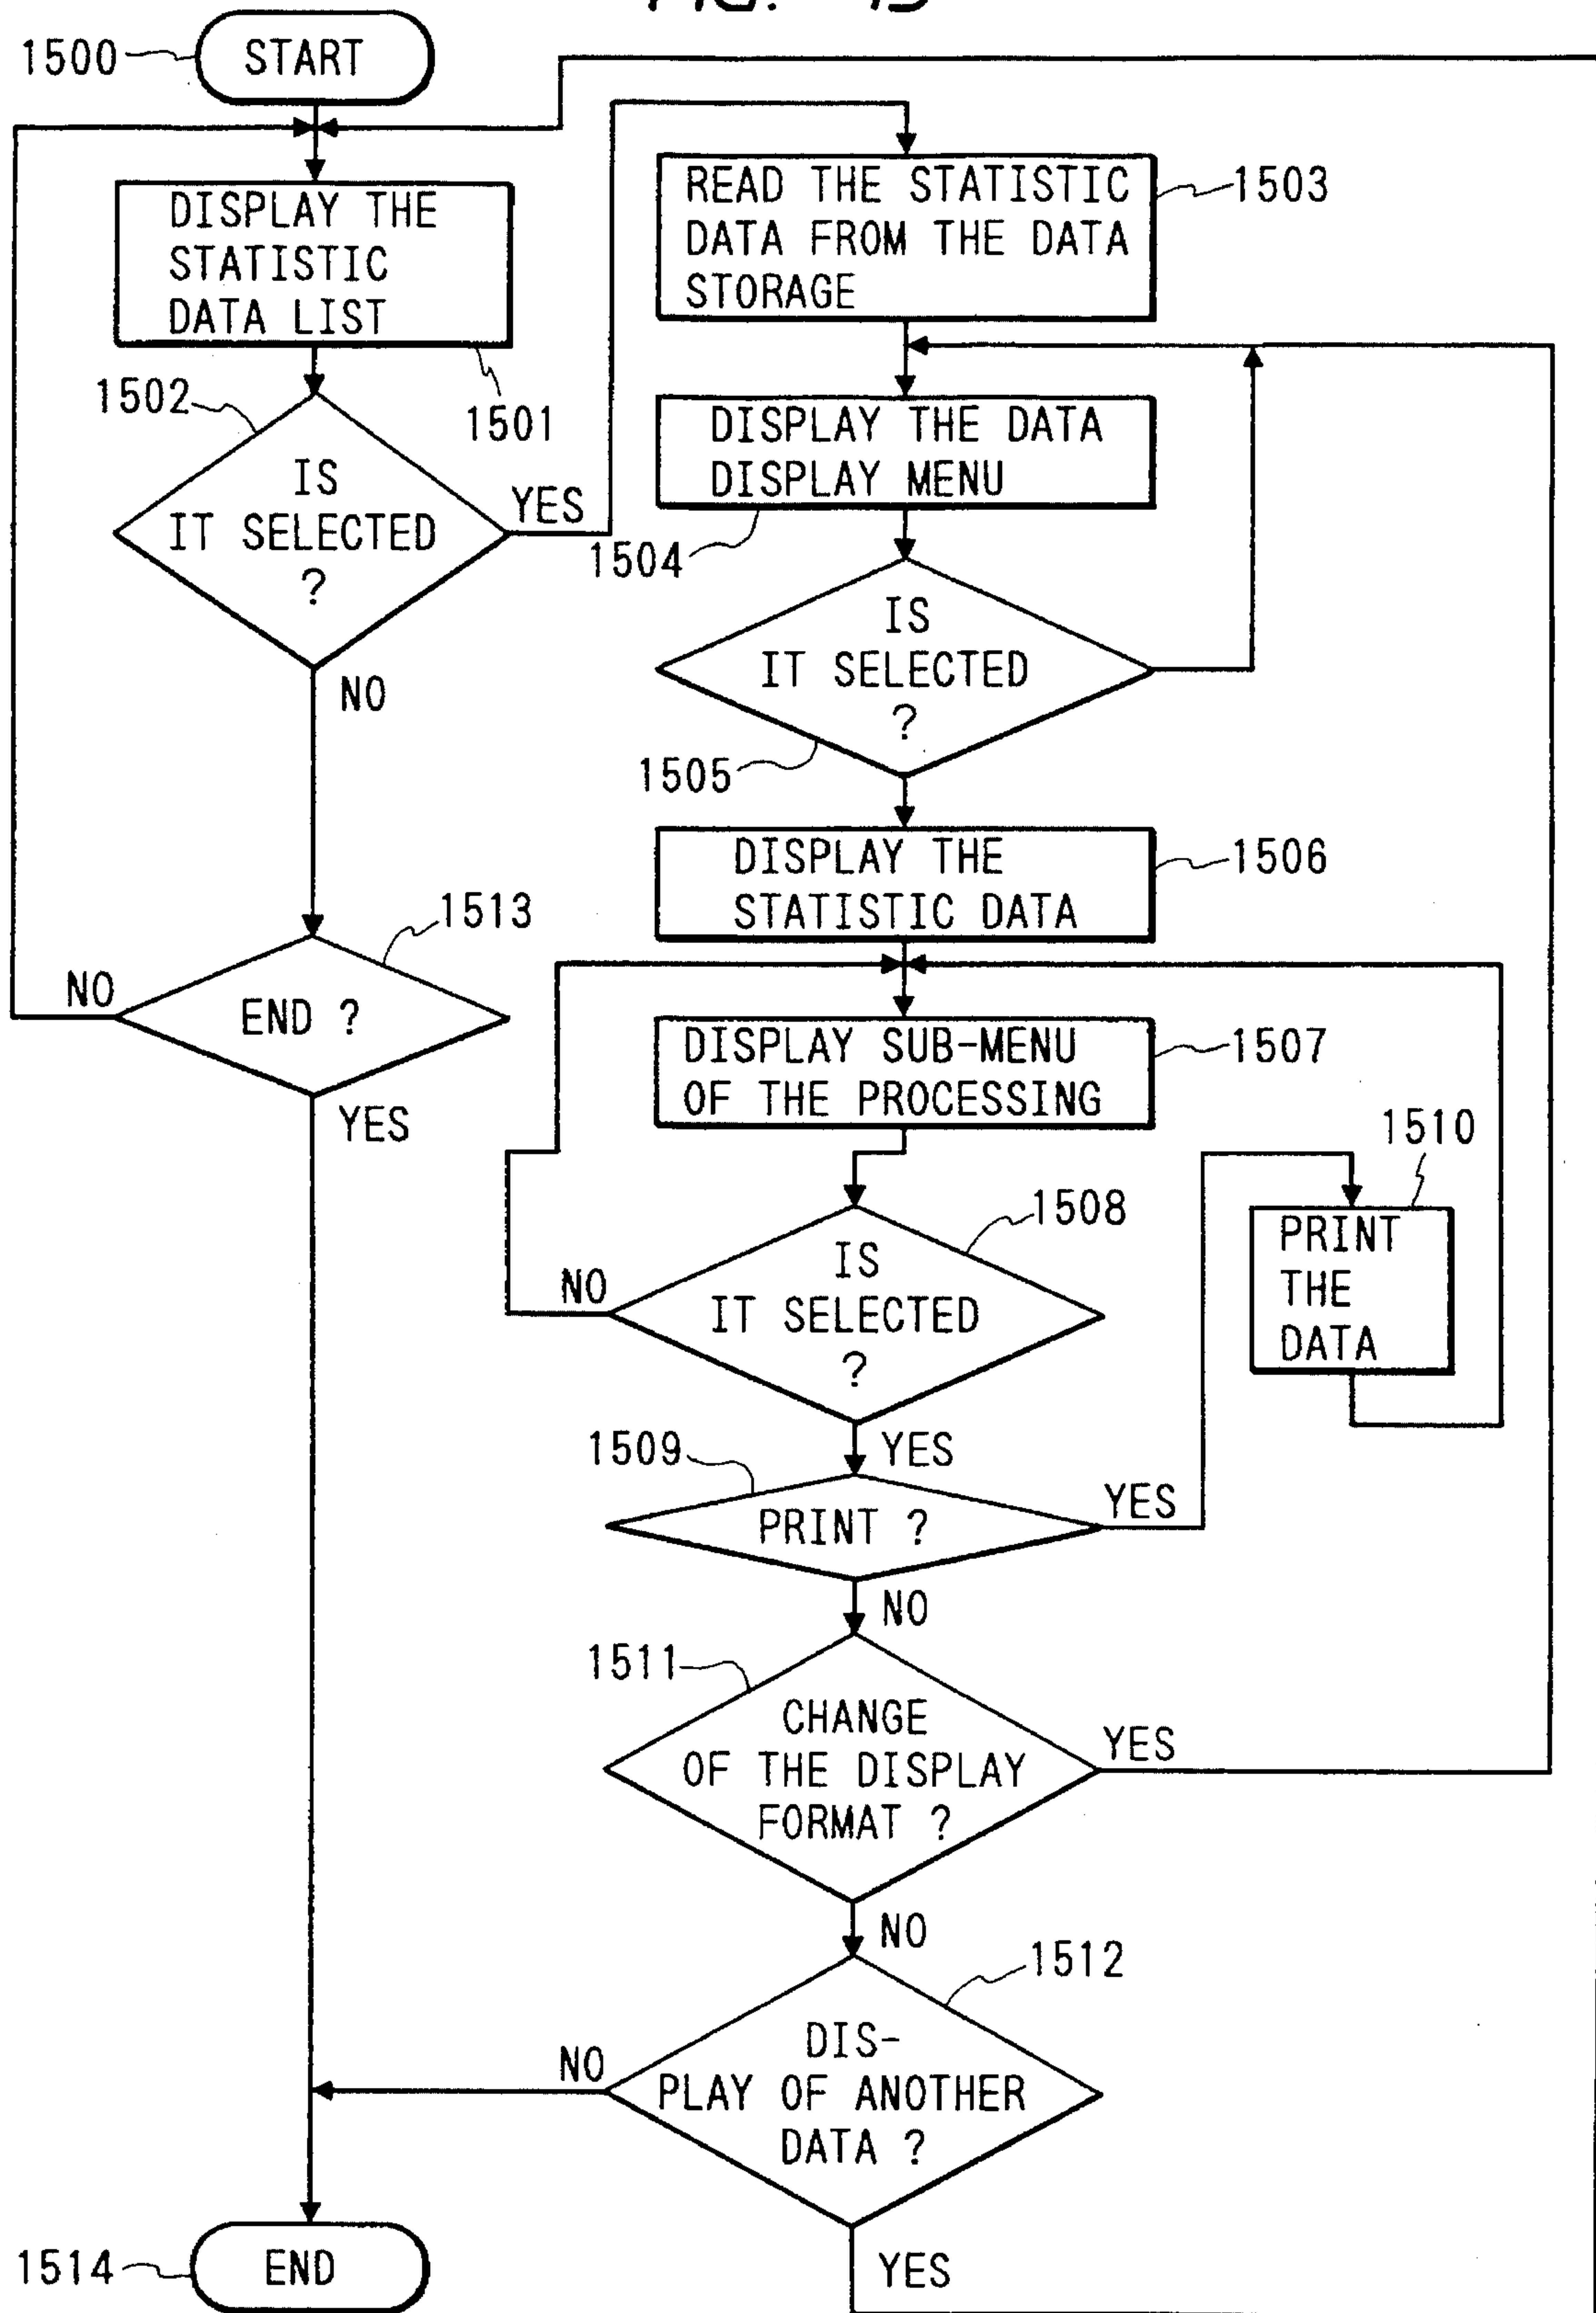 1500
START
DISPLAY THE
STATISTIC
DATA LIST
1501
1502
IS
IT SELECTED
?
YES
NO
READ THE STATISTIC
DATA FROM THE DATA
STORAGE
1503
DISPLAY THE DATA
DISPLAY MENU
1504
IS
IT SELECTED
?
1505
DISPLAY THE
STATISTIC DATA
1506
1513
NO
END ?
YES
DISPLAY SUB-MENU
OF THE PROCESSING
1507
1508
IS
IT SELECTED
?
NO
YES
1510
PRINT
THE
DATA
1509
PRINT ?
YES
NO
1511
CHANGE
OF THE DISPLAY
FORMAT ?
YES
NO
1512
DIS-
PLAY OF ANOTHER
DATA ?
NO
YES
1514
END